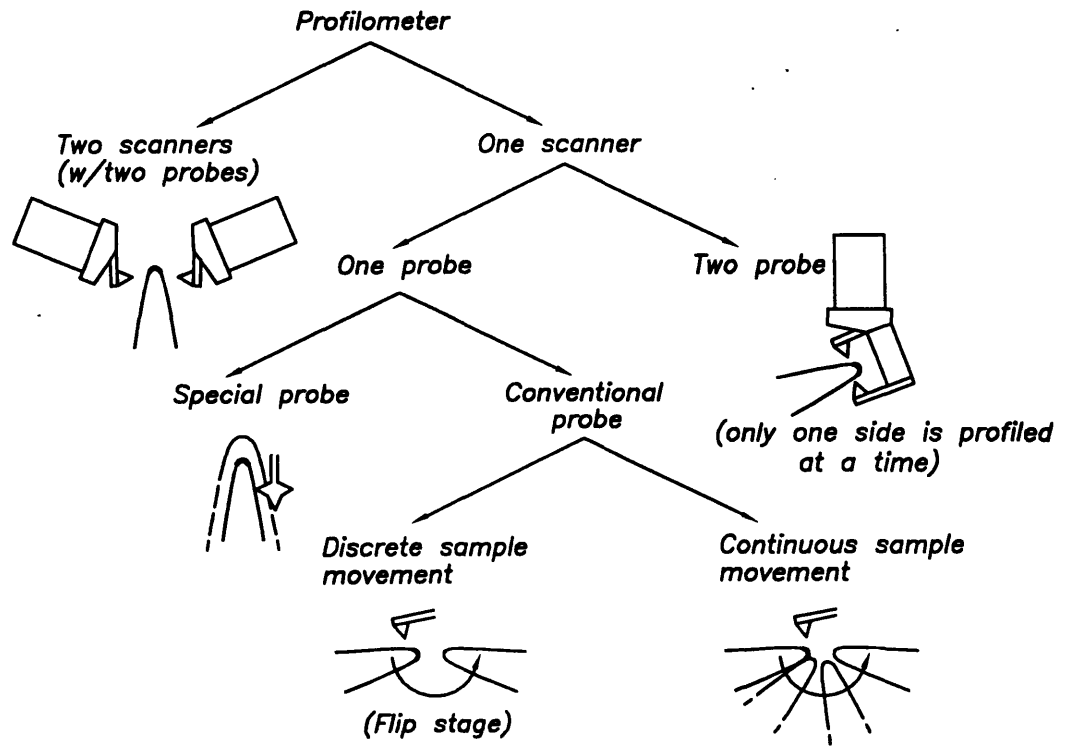 Profilometer
Two scanners
(w/two probes)
One scanner
One probe
Two probe
Special probe
Conventional
probe
(only one side is profiled
at a time)
Discrete sample
movement
Continuous sample
movement
(Flip stage)